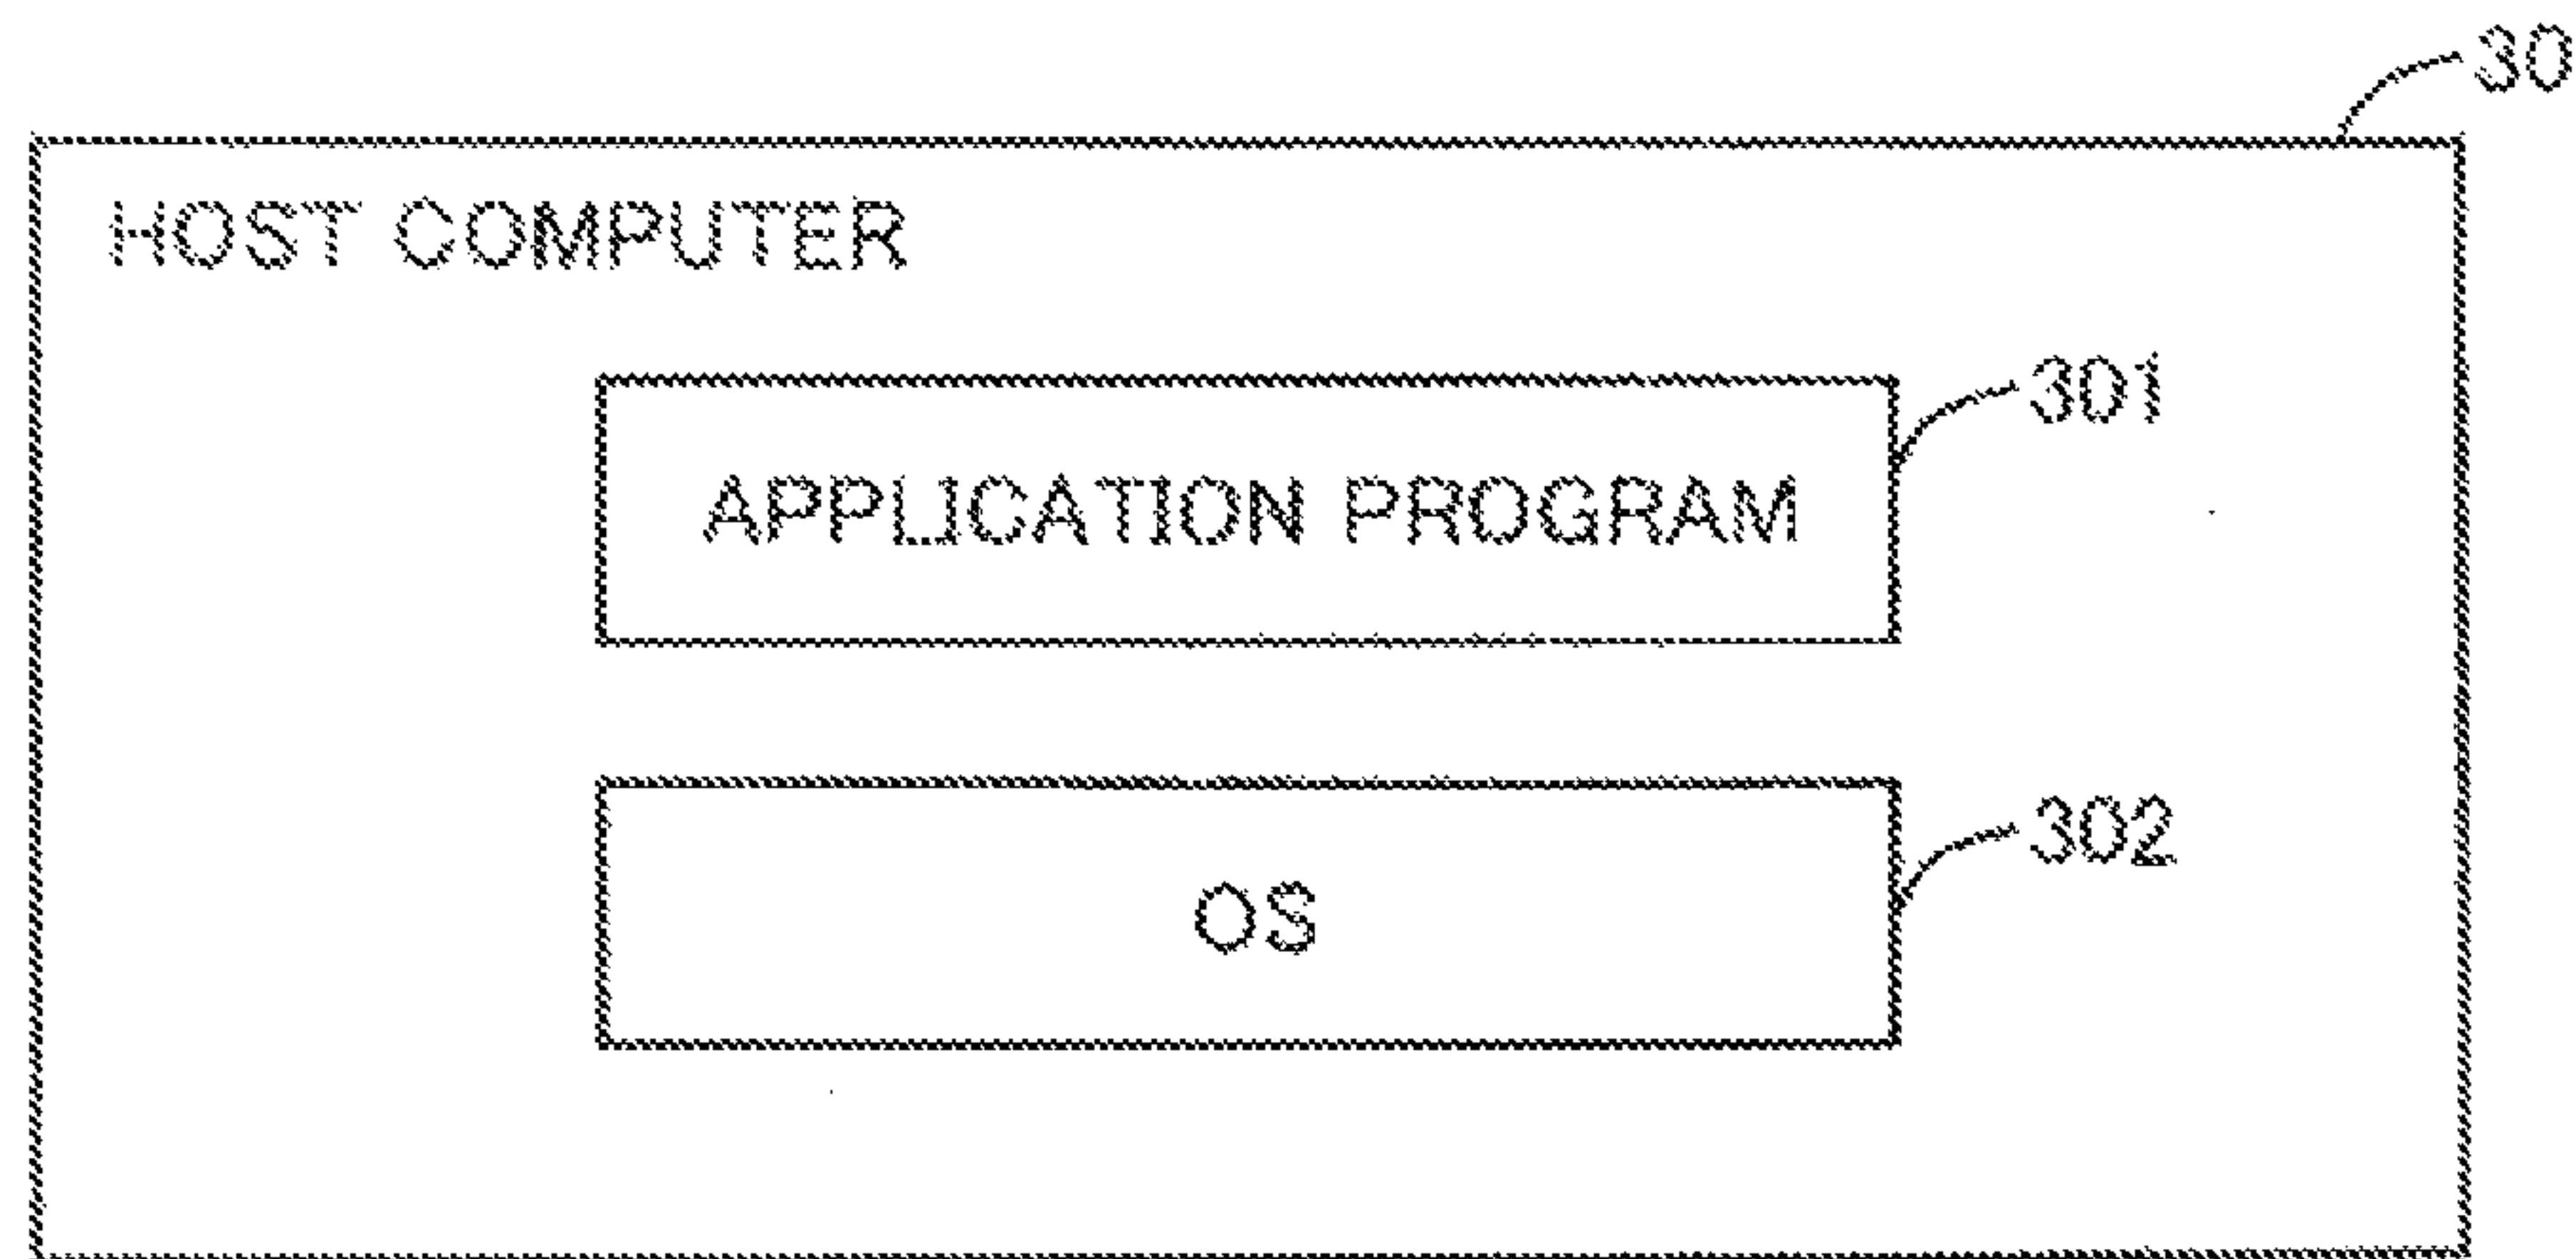 30
HOST COMPUTER
301
APPLICATION PROGRAM
302
OS